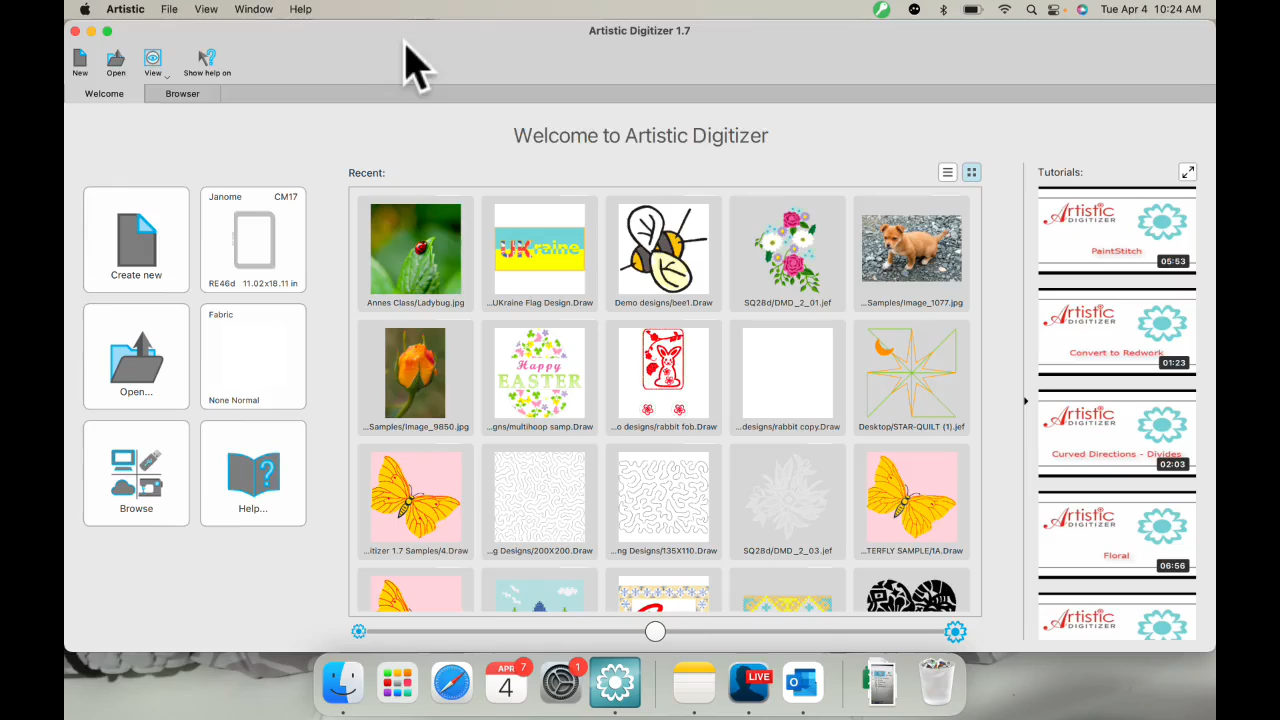 Artistic File View Window Help Tue Apr 4 10:24 AM
Artistic Digitizer 1.7
New Open View Show help on
Welcome Browser
Welcome to Artistic Digitizer
Recent:
Tutorials:
Create new
Janome CM17
RE46d 11.02x18.11 in
Open...
Fabric
None Normal
Browse
Help...
Annes Class/Ladybug.jpg
UKraine
...UKraine Flag Design.Draw
Demo designs/bee1.Draw
SQ28d/DMD_2_01.jef
...Samples/Image_1077.jpg
...Samples/Image_9850.jpg
Happy
EASTER
...gns/multihoop samp.Draw
...o designs/rabbit fob.Draw
...designs/rabbit copy.Draw
Desktop/STAR-QUILT (1).jef
...itizer 1.7 Samples/4.Draw
...g Designs/200X200.Draw
...ng Designs/135X110.Draw
SQ28d/DMD_2_03.jef
...TERFLY SAMPLE/1A.Draw
Artistic
DIGITIZER
PaintStitch
05:53
Artistic
DIGITIZER
Convert to Redwork
01:23
Artistic
DIGITIZER
Curved Directions - Divides
02:03
Artistic
DIGITIZER
Floral
06:56
Artistic
DIGITIZER
APR 7
4
1
LIVE